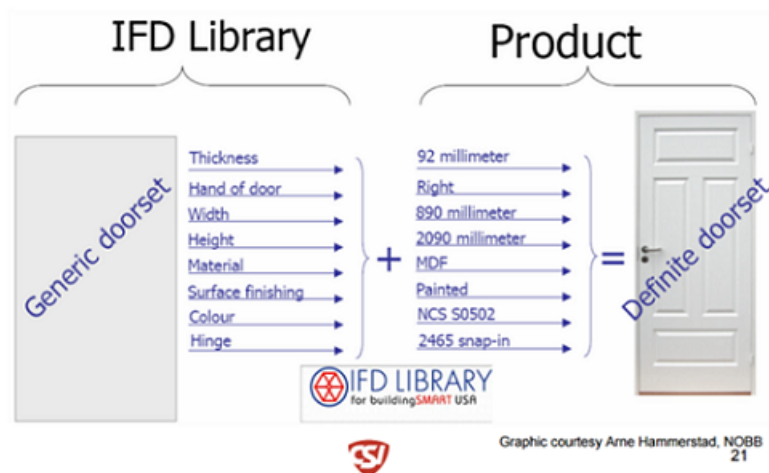 IFD Library
Product
Generic doorset
Thickness
Hand of door
Width
Height
Material
Surface finishing
Colour
Hinge
+
92 millimeter
Right
890 millimeter
2090 millimeter
MDF
Painted
NCS S0502
2465 snap-in
=
Definite doorset
IFD LIBRARY
for buildingSMART USA
CSI
Graphic courtesy Arne Hammerstad, NOBB
21